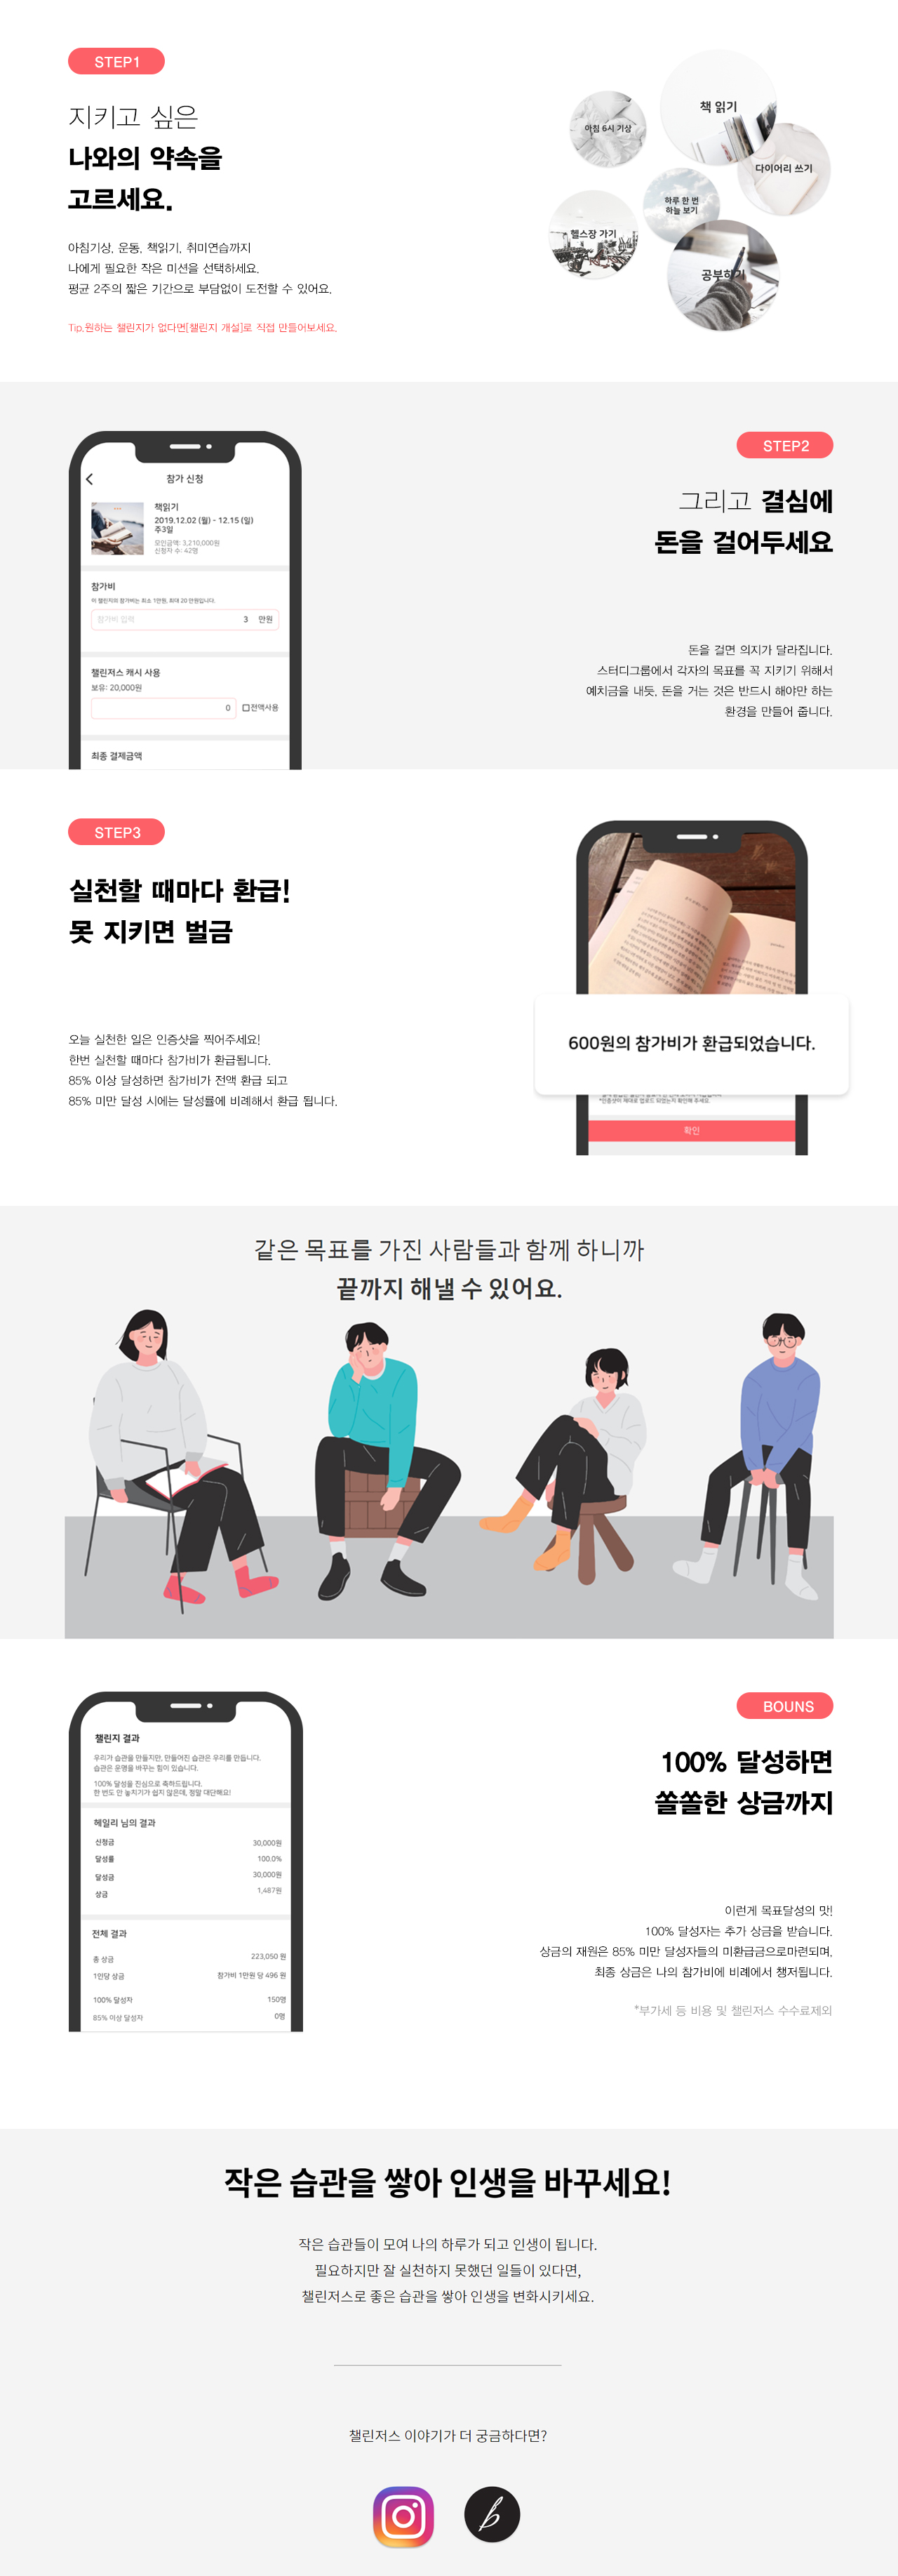 STEP1
지키고 싶은
나와의 약속을
고르세요.
아침기상, 운동, 책읽기, 취미연습까지
나에게 필요한 작은 미션을 선택하세요.
평균 2주의 짧은 기간으로 부담없이 도전할 수 있어요.
Tip.원하는 챌린지가 없다면[챌린지 개설]로 직접 만들어보세요.
책 읽기
아침 6시 기상
다이어리 쓰기
하루 한 번
하늘 보기
헬스장 가기
공부하기
참가 신청
책읽기
2019.12.02 (월) - 12.15 (일)
주3일
모인금액: 3,210,000원
신청자 수: 42명
참가비
이 챌린지의 참가비는 최소 1만원, 최대 20 만원입니다.
참가비 입력 3 만원
챌린저스 캐시 사용
보유: 20,000원
0 전액사용
최종 결제금액
STEP2
그리고 결심에
돈을 걸어두세요
돈을 걸면 의지가 달라집니다.
스터디그룹에서 각자의 목표를 꼭 지키기 위해서
예치금을 내듯, 돈을 거는 것은 반드시 해야만 하는
환경을 만들어 줍니다.
STEP3
실천할 때마다 환급!
못 지키면 벌금
오늘 실천한 일은 인증샷을 찍어주세요!
한번 실천할 때마다 참가비가 환급됩니다.
85% 이상 달성하면 참가비가 전액 환급 되고
85% 미만 달성 시에는 달성률에 비례해서 환급 됩니다.
600원의 참가비가 환급되었습니다.
*인증샷이 제대로 업로드 되었는지 확인해 주세요.
확인
같은 목표를 가진 사람들과 함께 하니까
끝까지 해낼 수 있어요.
챌린지 결과
우리가 습관을 만들지만, 만들어진 습관은 우리를 만듭니다.
습관은 운명을 바꾸는 힘이 있습니다.
100% 달성을 진심으로 축하드립니다.
한 번도 안 놓치기가 쉽지 않은데, 정말 대단해요!
헤일리 님의 결과
신청금 30,000원
달성률 100.0%
달성금 30,000원
상금 1,487원
전체 결과
총 상금 223,050 원
1인당 상금 참가비 1만원 당 496 원
100% 달성자 150명
85% 이상 달성자 0명
BOUNS
100% 달성하면
쏠쏠한 상금까지
이런게 목표달성의 맛!
100% 달성자는 추가 상금을 받습니다.
상금의 재원은 85% 미만 달성자들의 미환급금으로마련되며,
최종 상금은 나의 참가비에 비례에서 챙저됩니다.
*부가세 등 비용 및 챌린저스 수수료제외
작은 습관을 쌓아 인생을 바꾸세요!
작은 습관들이 모여 나의 하루가 되고 인생이 됩니다.
필요하지만 잘 실천하지 못했던 일들이 있다면,
챌린저스로 좋은 습관을 쌓아 인생을 변화시키세요.
챌린저스 이야기가 더 궁금하다면?
b